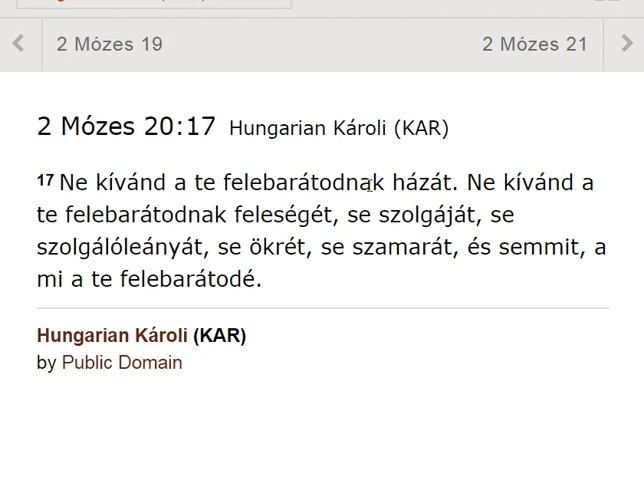 2 Mózes 19
2 Mózes 21
2 Mózes 20:17 Hungarian Károli (KAR)
17 Ne kívánd a te felebarátodnak házát. Ne kívánd a
te felebarátodnak feleségét, se szolgáját, se
szolgálóleányát, se ökrét, se szamarát, és semmit, a
mi a te felebarátodé.
Hungarian Károli (KAR)
by Public Domain